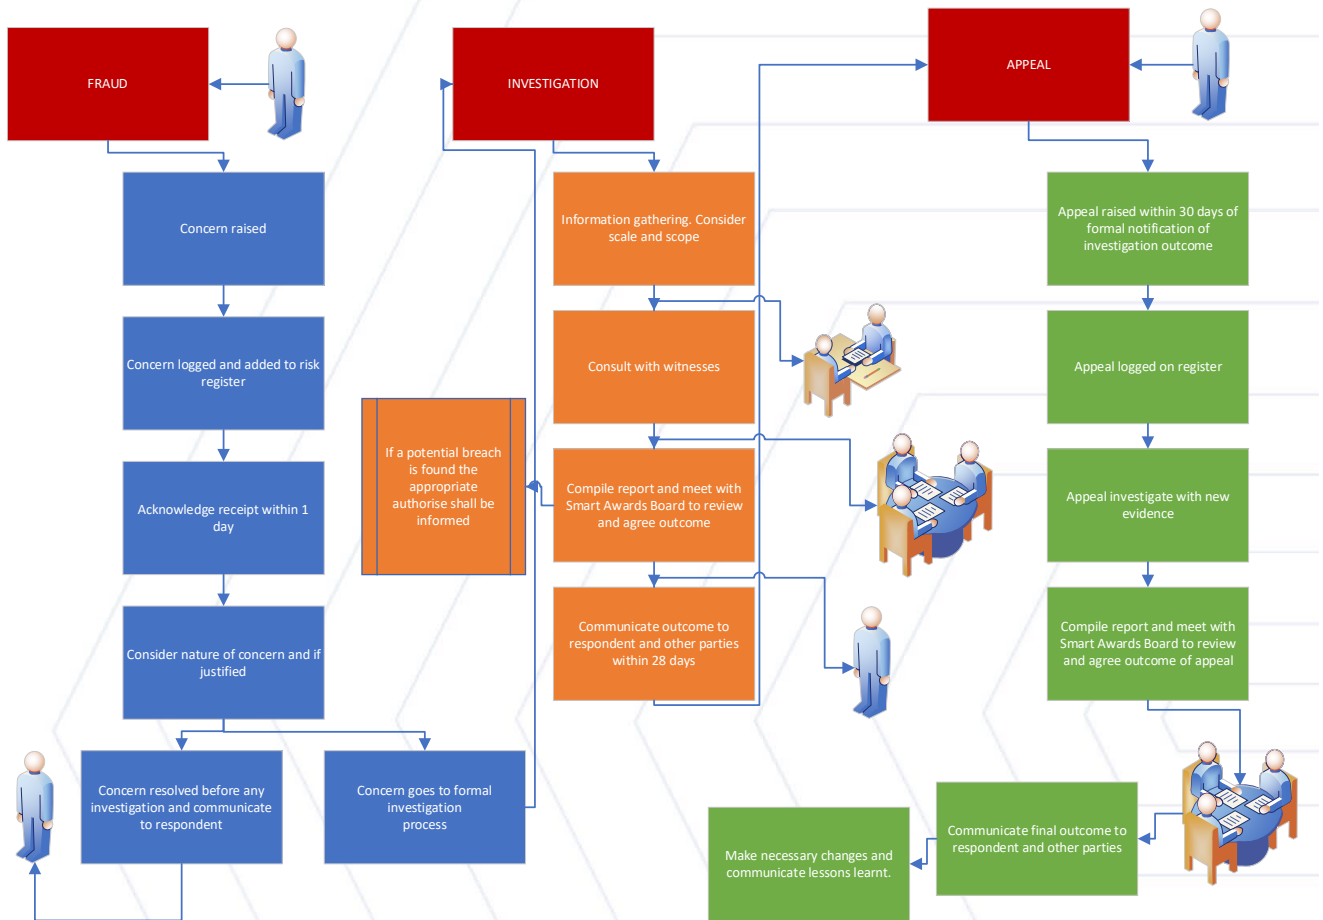 FRAUD
Concern raised
Concern logged and added to risk
register
Acknowledge receipt within 1
day
Consider nature of concern and if
justified
Concern resolved before any
investigation and communicate
to respondent
Concern goes to formal
investigation
process
INVESTIGATION
Information gathering. Consider
scale and scope
Consult with witnesses
If a potential breach
is found the
appropriate
authorise shall be
informed
Compile report and meet with
Smart Awards Board to review
and agree outcome
Communicate outcome to
respondent and other parties
within 28 days
APPEAL
Appeal raised within 30 days of
formal notification of
investigation outcome
Appeal logged on register
Appeal investigate with new
evidence
Compile report and meet with
Smart Awards Board to review
and agree outcome of appeal
Communicate final outcome to
respondent and other parties
Make necessary changes and
communicate lessons learnt.